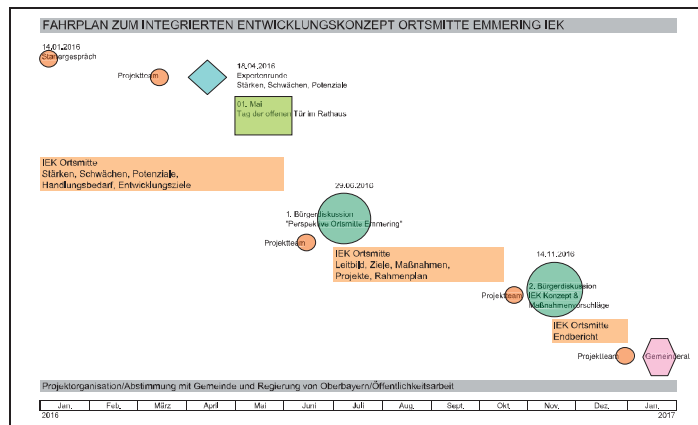 FAHRPLAN ZUM INTEGRIERTEN ENTWICKLUNGSKONZEPT ORTSMITTE EMMERING IEK
14.01.2016
Startergespräch
Projektteam
18.04.2016
Expertenrunde
Stärken, Schwächen, Potenziale
01. Mai
Tag der offenen Tür im Rathaus
IEK Ortsmitte
Stärken, Schwächen, Potenziale,
Handlungsbedarf, Entwicklungsziele
29.06.2016
1. Bürgerdiskussion
"Perspektive Ortsmitte Emmering"
Projektteam
IEK Ortsmitte
Leitbild, Ziele, Maßnahmen,
Projekte, Rahmenplan
14.11.2016
2. Bürgerdiskussion
IEK Konzept &
Maßnahmenvorschläge
Projektteam
IEK Ortsmitte
Endbericht
Projektteam
Gemeinderat
Projektorganisation/Abstimmung mit Gemeinde und Regierung von Oberbayern/Öffentlichkeitsarbeit
Jan. Feb. März April Mai Juni Juli Aug. Sept. Okt. Nov. Dez. Jan.
2016 2017